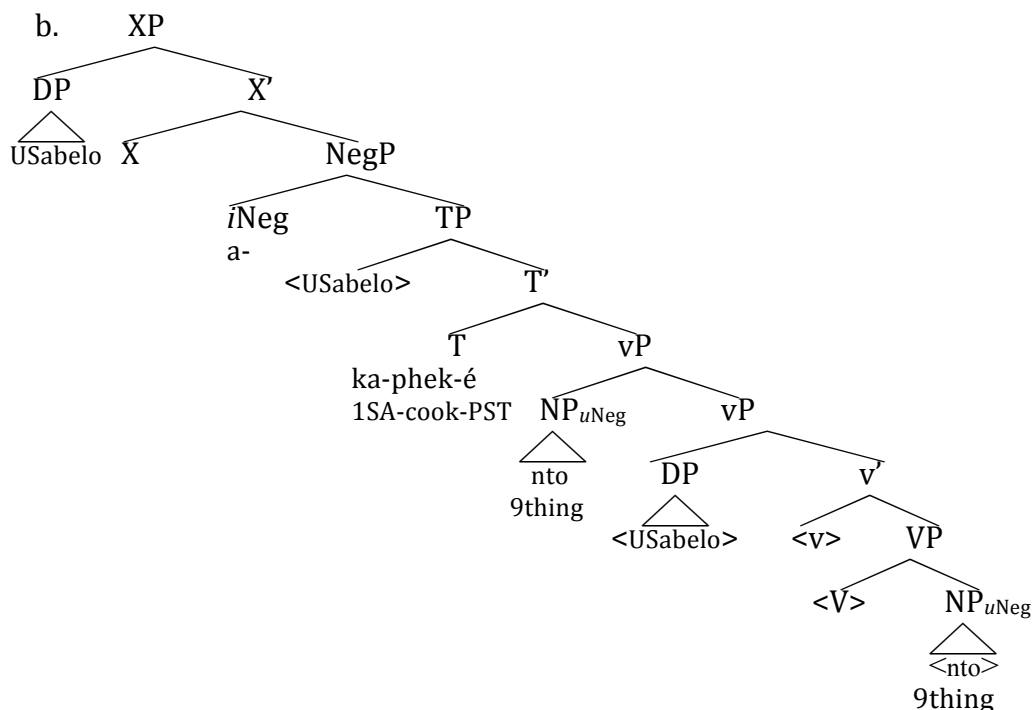 b. XP
DP X’
USabelo X NegP
iNeg TP
a-
<USabelo> T’
T vP
ka-phek-é
1SA-cook-PST NPuNeg vP
nto DP v’
9thing
<USabelo> <v> VP
<V> NPuNeg
<nto>
9thing